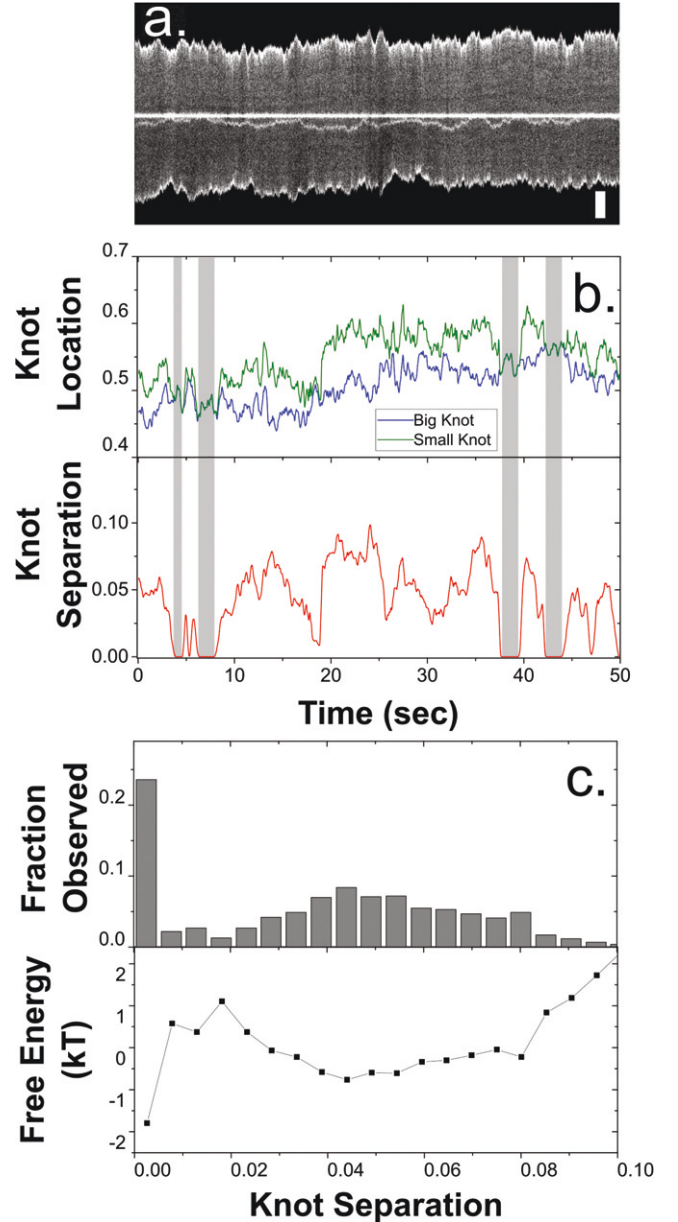 a.
0.7
0.6
0.5
0.4
Knot
Location
b.
Big Knot
Small Knot
0.10
0.05
0.00
Knot
Separation
0 10 20 30 40 50
Time (sec)
c.
0.2
0.1
0.0
Fraction
Observed
2
1
0
-1
-2
Free Energy
(kT)
0.00 0.02 0.04 0.06 0.08 0.10
Knot Separation